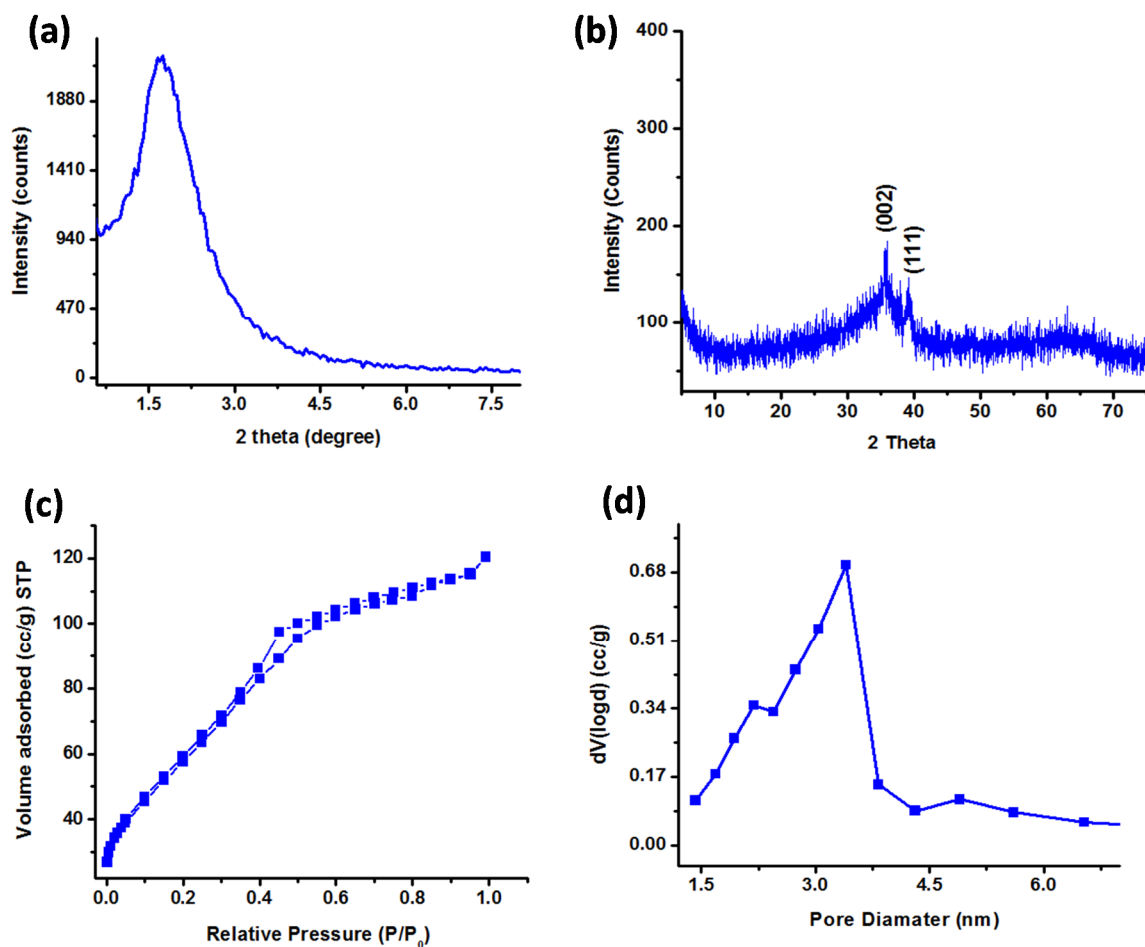 (a)
Intensity (counts)
1880
1410
940
470
0
1.5 3.0 4.5 6.0 7.5
2 theta (degree)
(b)
Intensity (Counts)
400
300
200
100
(002)
(111)
10 20 30 40 50 60 70
2 Theta
(c)
Volume adsorbed (cc/g) STP
120
100
80
60
40
0.0 0.2 0.4 0.6 0.8 1.0
Relative Pressure (P/P₀)
(d)
dV(logd) (cc/g)
0.68
0.51
0.34
0.17
0.00
1.5 3.0 4.5 6.0
Pore Diamater (nm)